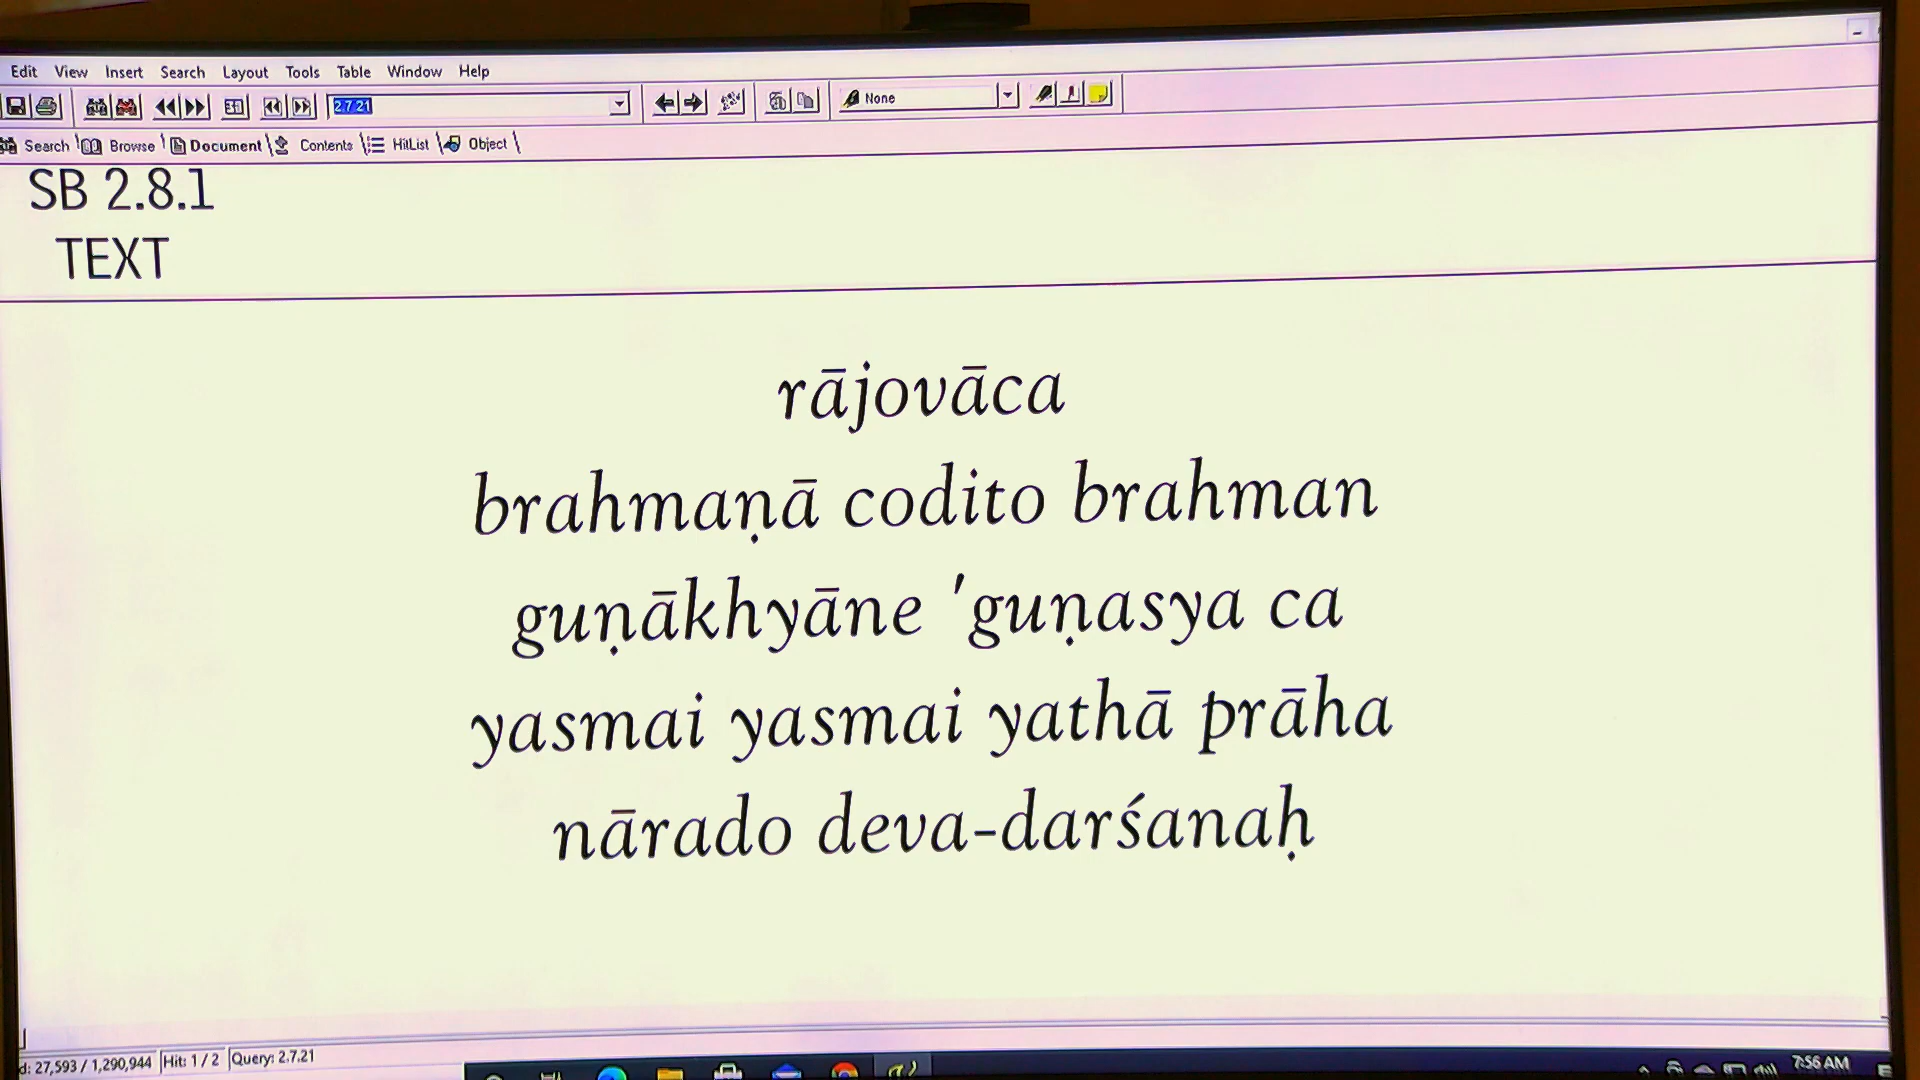 Edit View Insert Search Layout Tools Table Window Help
2.7.21 None
Search Browse Document Contents HitList Object
SB 2.8.1
TEXT
rājovāca
brahmaṇā codito brahman
guṇākhyāne 'guṇasya ca
yasmai yasmai yathā prāha
nārado deva-darśanaḥ
d: 27,593 / 1,290,944 Hit: 1 / 2 Query: 2.7.21
7:56 AM